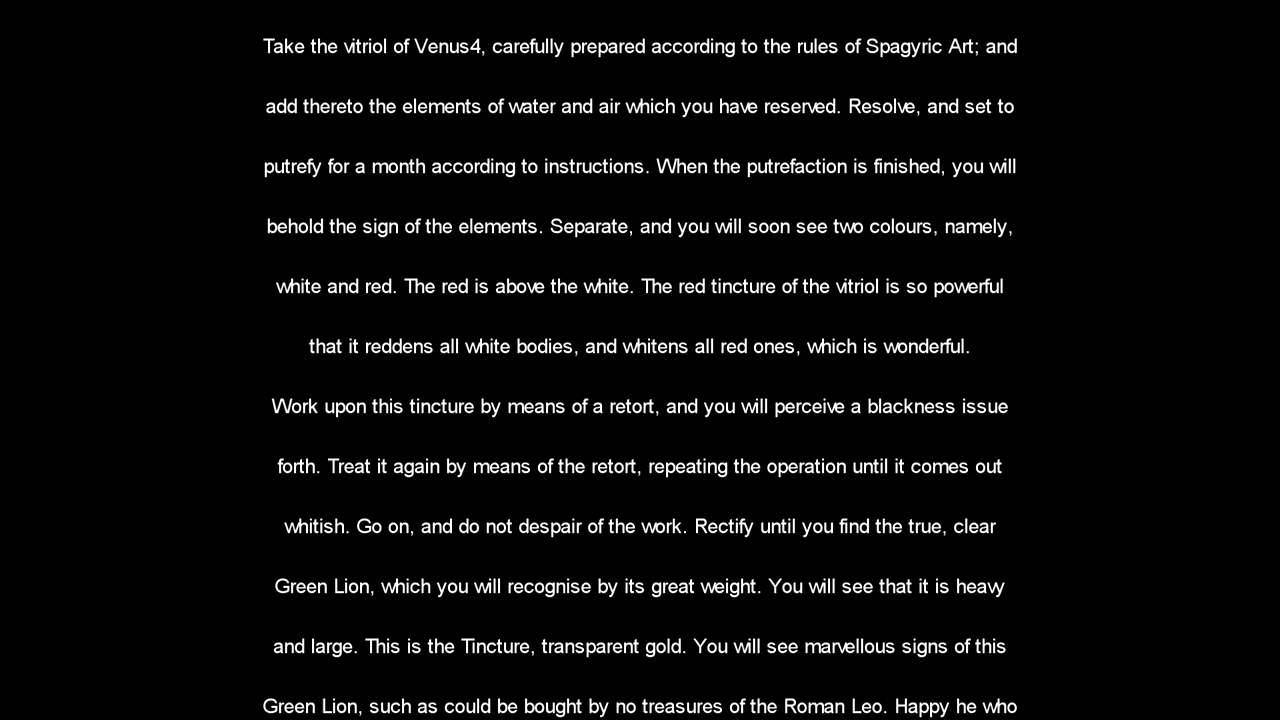 Take the vitriol of Venus4, carefully prepared according to the rules of Spagyric Art; and
add thereto the elements of water and air which you have reserved. Resolve, and set to
putrefy for a month according to instructions. When the putrefaction is finished, you will
behold the sign of the elements. Separate, and you will soon see two colours, namely,
white and red. The red is above the white. The red tincture of the vitriol is so powerful
that it reddens all white bodies, and whitens all red ones, which is wonderful.
Work upon this tincture by means of a retort, and you will perceive a blackness issue
forth. Treat it again by means of the retort, repeating the operation until it comes out
whitish. Go on, and do not despair of the work. Rectify until you find the true, clear
Green Lion, which you will recognise by its great weight. You will see that it is heavy
and large. This is the Tincture, transparent gold. You will see marvellous signs of this
Green Lion, such as could be bought by no treasures of the Roman Leo. Happy he who